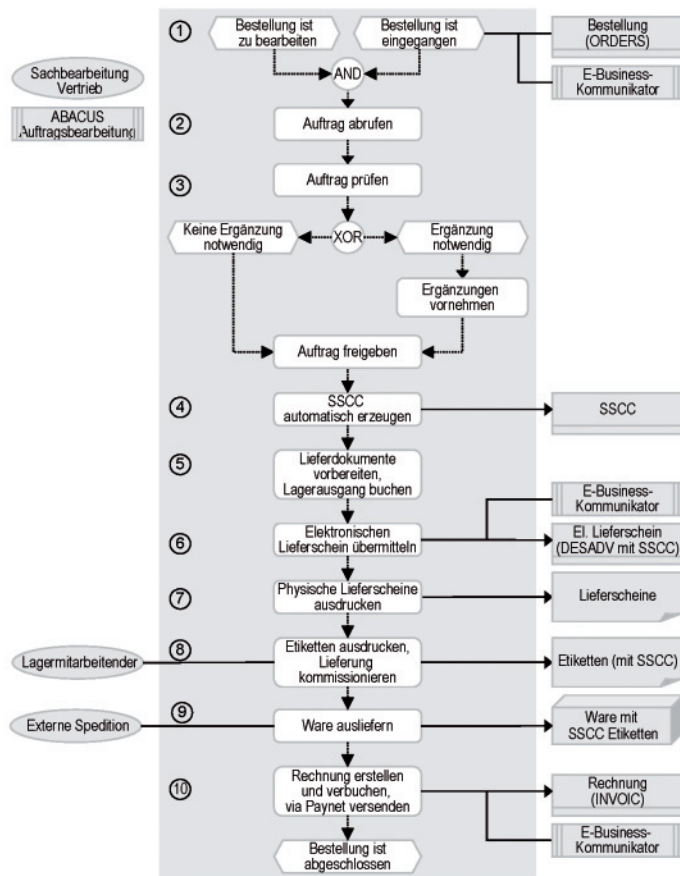 ①
Bestellung ist
zu bearbeiten
Bestellung ist
eingegangen
Bestellung
(ORDERS)
E-Business-
Kommunikator
Sachbearbeitung
Vertrieb
ABACUS
Auftragsbearbeitung
AND
②
Auftrag abrufen
③
Auftrag prüfen
Keine Ergänzung
notwendig
XOR
Ergänzung
notwendig
Ergänzungen
vornehmen
Auftrag freigeben
④
SSCC
automatisch erzeugen
SSCC
⑤
Lieferdokumente
vorbereiten,
Lagerausgang buchen
E-Business-
Kommunikator
⑥
Elektronischen
Lieferschein übermitteln
El. Lieferschein
(DESADV mit SSCC)
⑦
Physische Lieferscheine
ausdrucken
Lieferscheine
Lagermitarbeitender
⑧
Etiketten ausdrucken,
Lieferung
kommissionieren
Etiketten (mit SSCC)
Externe Spedition
⑨
Ware ausliefern
Ware mit
SSCC Etiketten
⑩
Rechnung erstellen
und verbuchen,
via Paynet versenden
Rechnung
(INVOIC)
E-Business-
Kommunikator
Bestellung ist
abgeschlossen